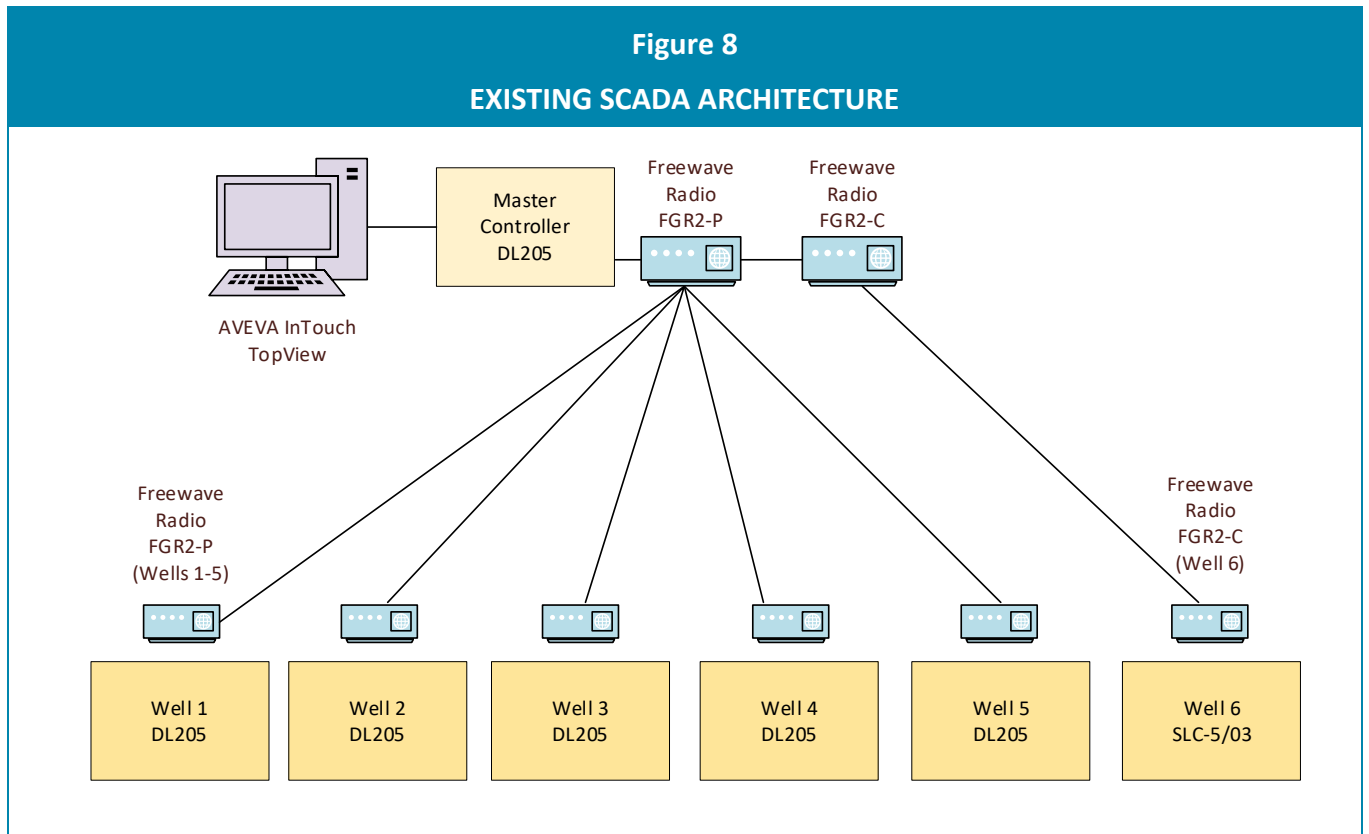 Figure 8
EXISTING SCADA ARCHITECTURE
Master
Controller
DL205
Freewave
Radio
FGR2-P
Freewave
Radio
FGR2-C
AVEVA InTouch
TopView
Freewave
Radio
FGR2-P
(Wells 1-5)
Freewave
Radio
FGR2-C
(Well 6)
Well 1
DL205
Well 2
DL205
Well 3
DL205
Well 4
DL205
Well 5
DL205
Well 6
SLC-5/03